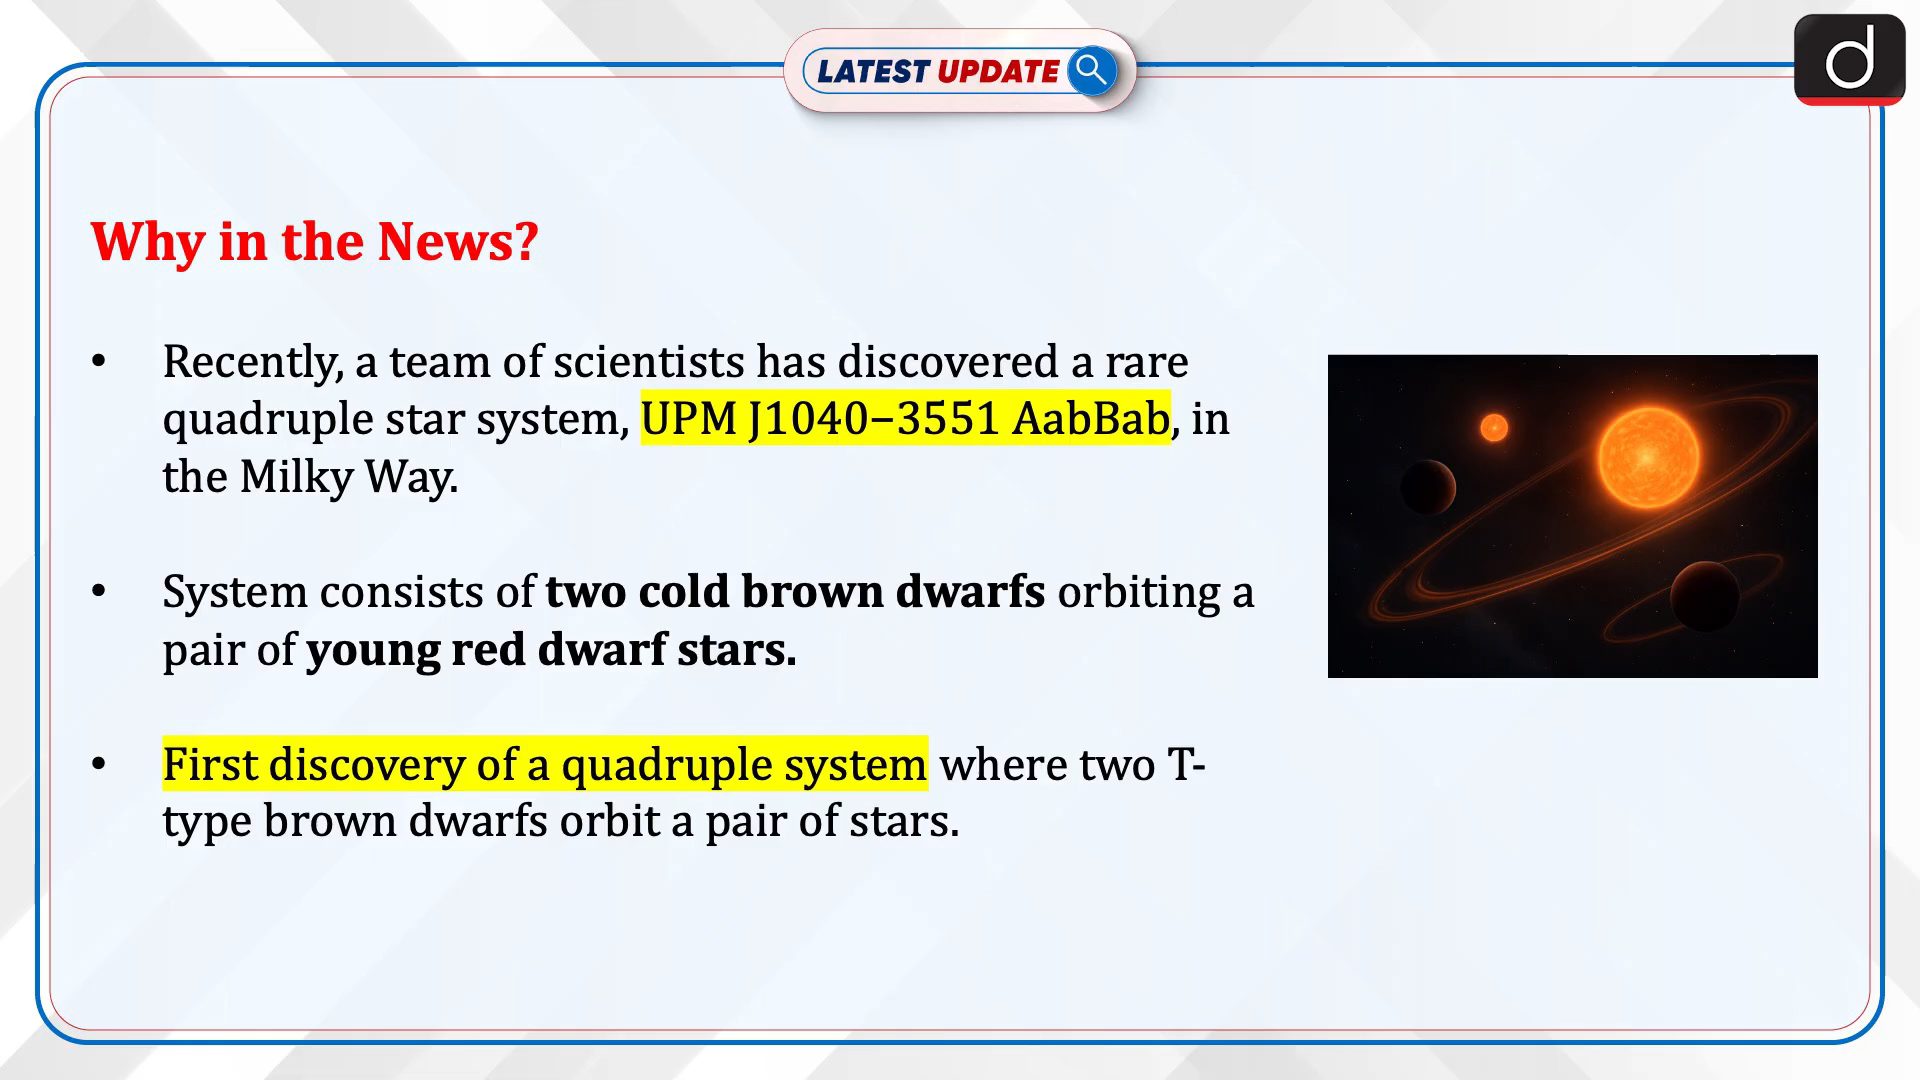 LATEST UPDATE
d
Why in the News?
• Recently, a team of scientists has discovered a rare
quadruple star system, UPM J1040–3551 AabBab, in
the Milky Way.
• System consists of two cold brown dwarfs orbiting a
pair of young red dwarf stars.
• First discovery of a quadruple system where two T-
type brown dwarfs orbit a pair of stars.